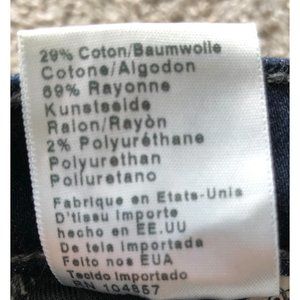 29% Coton/Baumwolle
Cotone/Algodon
69% Rayonne
Kunstseide
Raion/Rayòn
2% Polyuréthane
Polyurethan
Poliuretano
Fabrique en Etats-Unis
D'tissu Importe
hecho en EE.UU
De tela importada
Feito nos EUA
Tecido Importado
RN 104857